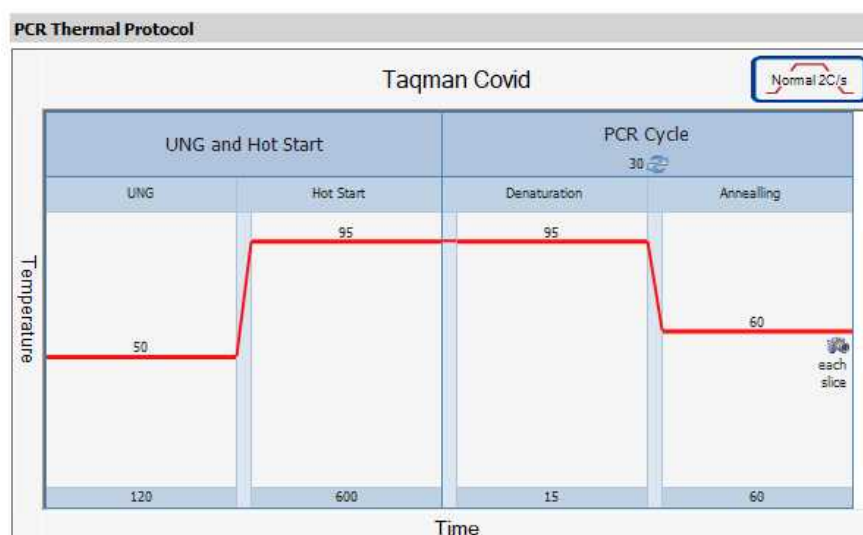 PCR Thermal Protocol
Taqman Covid
Normal 2C/s
UNG and Hot Start
PCR Cycle
30
UNG
Hot Start
Denaturation
Annealling
95
95
60
50
each
slice
Temperature
120
600
15
60
Time